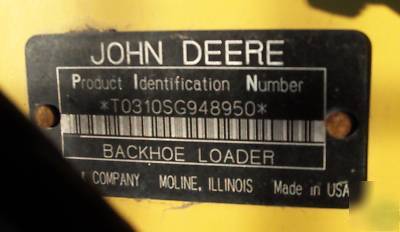 JOHN DEERE
Product Identification Number
*T0310SG948950*
BACKHOE LOADER
COMPANY MOLINE, ILLINOIS Made in USA